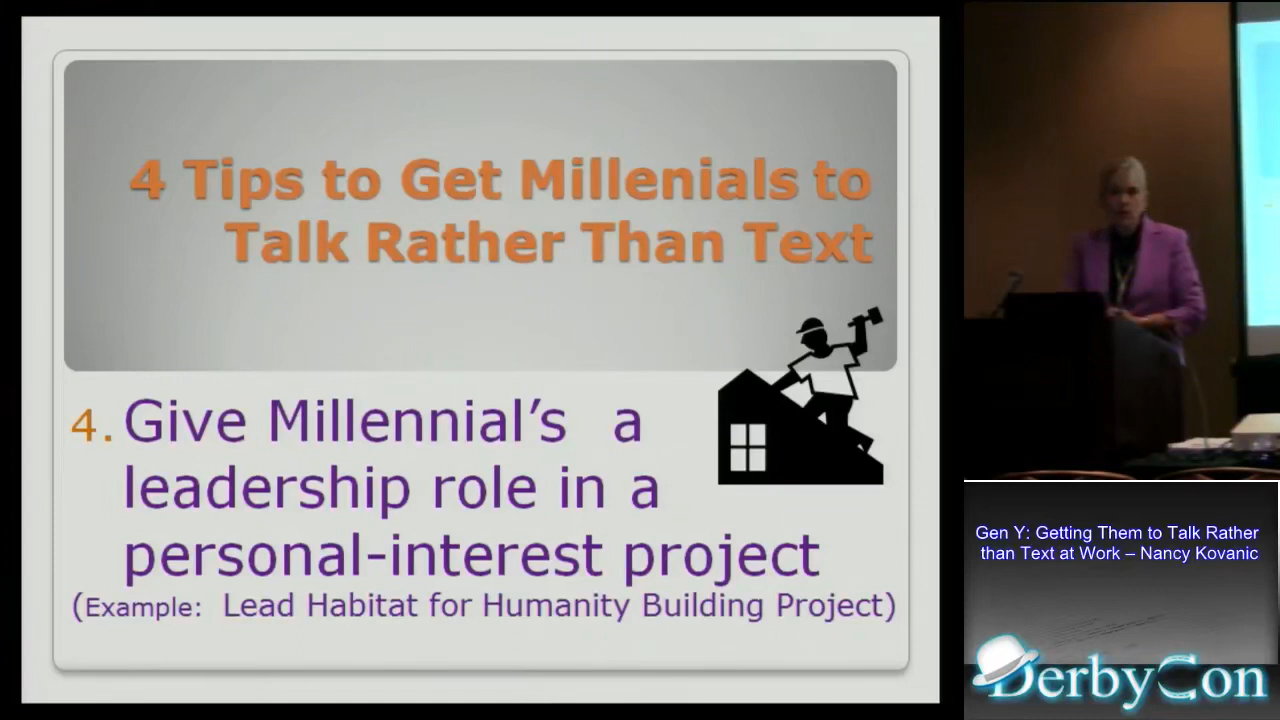 4 Tips to Get Millenials to
Talk Rather Than Text
4. Give Millennial’s a
leadership role in a
personal-interest project
(Example: Lead Habitat for Humanity Building Project)
Gen Y: Getting Them to Talk Rather
than Text at Work – Nancy Kovanic
DerbyCon